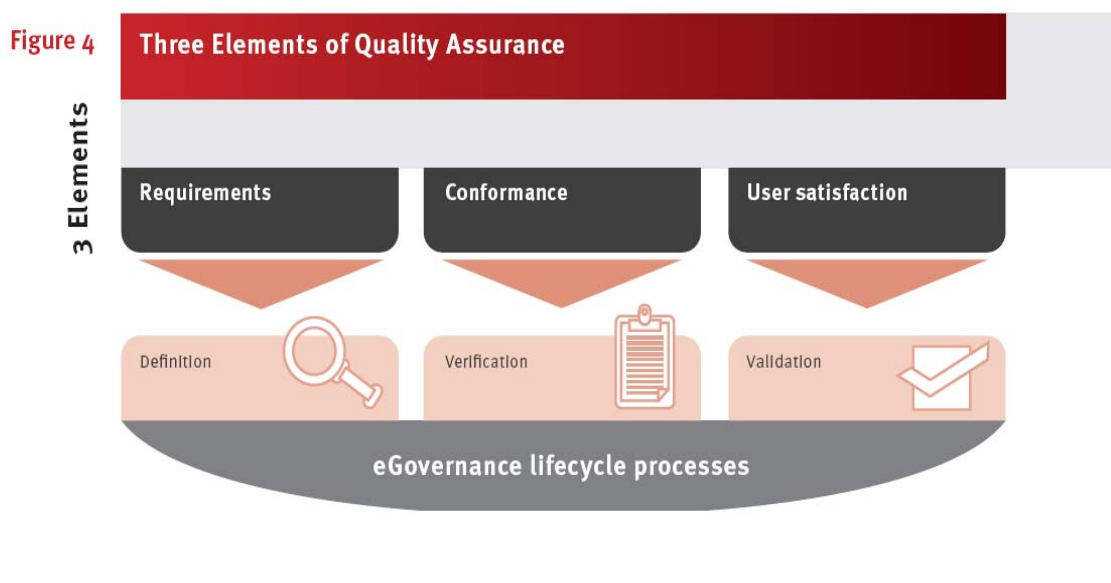 Figure 4
Three Elements of Quality Assurance
3 Elements
Requirements
Conformance
User satisfaction
Definition
Verification
Validation
eGovernance lifecycle processes